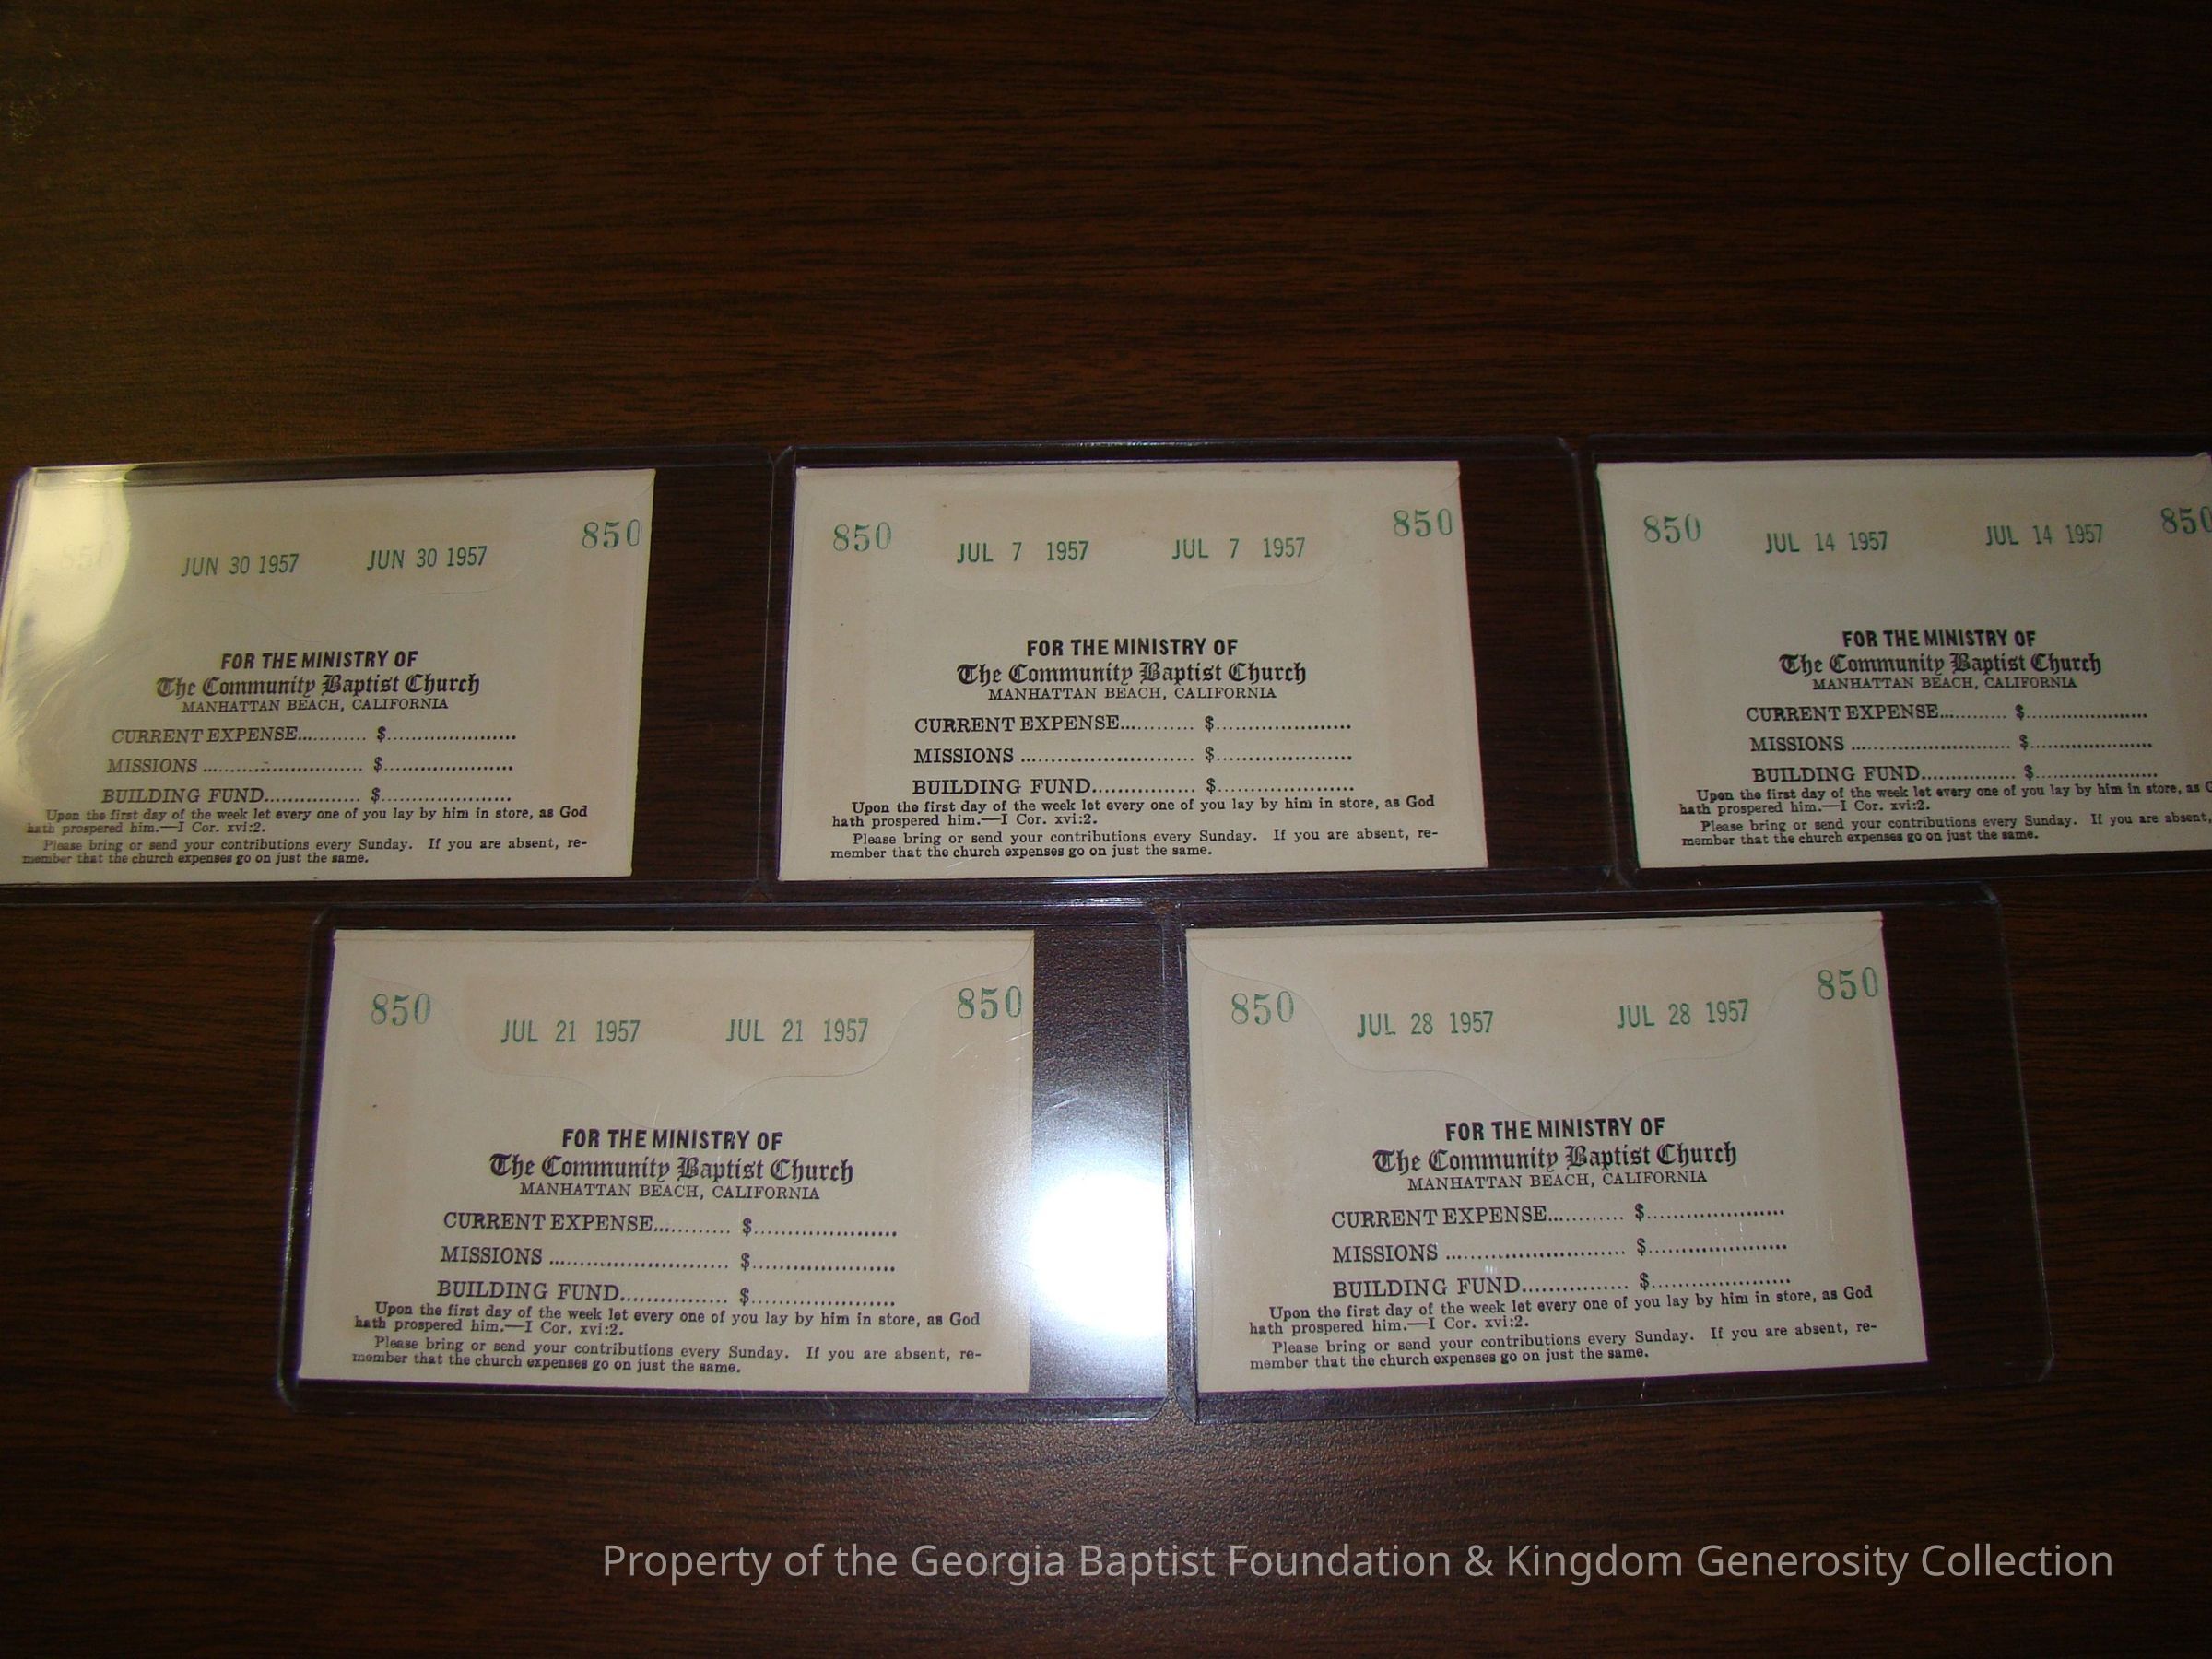 850 JUN 30 1957 JUN 30 1957 850
FOR THE MINISTRY OF
The Community Baptist Church
MANHATTAN BEACH, CALIFORNIA
CURRENT EXPENSE........... $......................
MISSIONS ........................... $......................
BUILDING FUND................ $......................
Upon the first day of the week let every one of you lay by him in store, as God
hath prospered him.—I Cor. xvi:2.
Please bring or send your contributions every Sunday. If you are absent, re-
member that the church expenses go on just the same.
850 JUL 7 1957 JUL 7 1957 850
FOR THE MINISTRY OF
The Community Baptist Church
MANHATTAN BEACH, CALIFORNIA
CURRENT EXPENSE........... $......................
MISSIONS ........................... $......................
BUILDING FUND................ $......................
Upon the first day of the week let every one of you lay by him in store, as God
hath prospered him.—I Cor. xvi:2.
Please bring or send your contributions every Sunday. If you are absent, re-
member that the church expenses go on just the same.
850 JUL 14 1957 JUL 14 1957 850
FOR THE MINISTRY OF
The Community Baptist Church
MANHATTAN BEACH, CALIFORNIA
CURRENT EXPENSE........... $......................
MISSIONS ........................... $......................
BUILDING FUND................ $......................
Upon the first day of the week let every one of you lay by him in store, as
hath prospered him.—I Cor. xvi:2.
Please bring or send your contributions every Sunday. If you are absent,
member that the church expenses go on just the same.
850 JUL 21 1957 JUL 21 1957 850
FOR THE MINISTRY OF
The Community Baptist Church
MANHATTAN BEACH, CALIFORNIA
CURRENT EXPENSE........... $......................
MISSIONS ........................... $......................
BUILDING FUND................ $......................
Upon the first day of the week let every one of you lay by him in store, as God
hath prospered him.—I Cor. xvi:2.
Please bring or send your contributions every Sunday. If you are absent, re-
member that the church expenses go on just the same.
850 JUL 28 1957 JUL 28 1957 850
FOR THE MINISTRY OF
The Community Baptist Church
MANHATTAN BEACH, CALIFORNIA
CURRENT EXPENSE........... $......................
MISSIONS ........................... $......................
BUILDING FUND................ $......................
Upon the first day of the week let every one of you lay by him in store, as God
hath prospered him.—I Cor. xvi:2.
Please bring or send your contributions every Sunday. If you are absent, re-
member that the church expenses go on just the same.
Property of the Georgia Baptist Foundation & Kingdom Generosity Collection